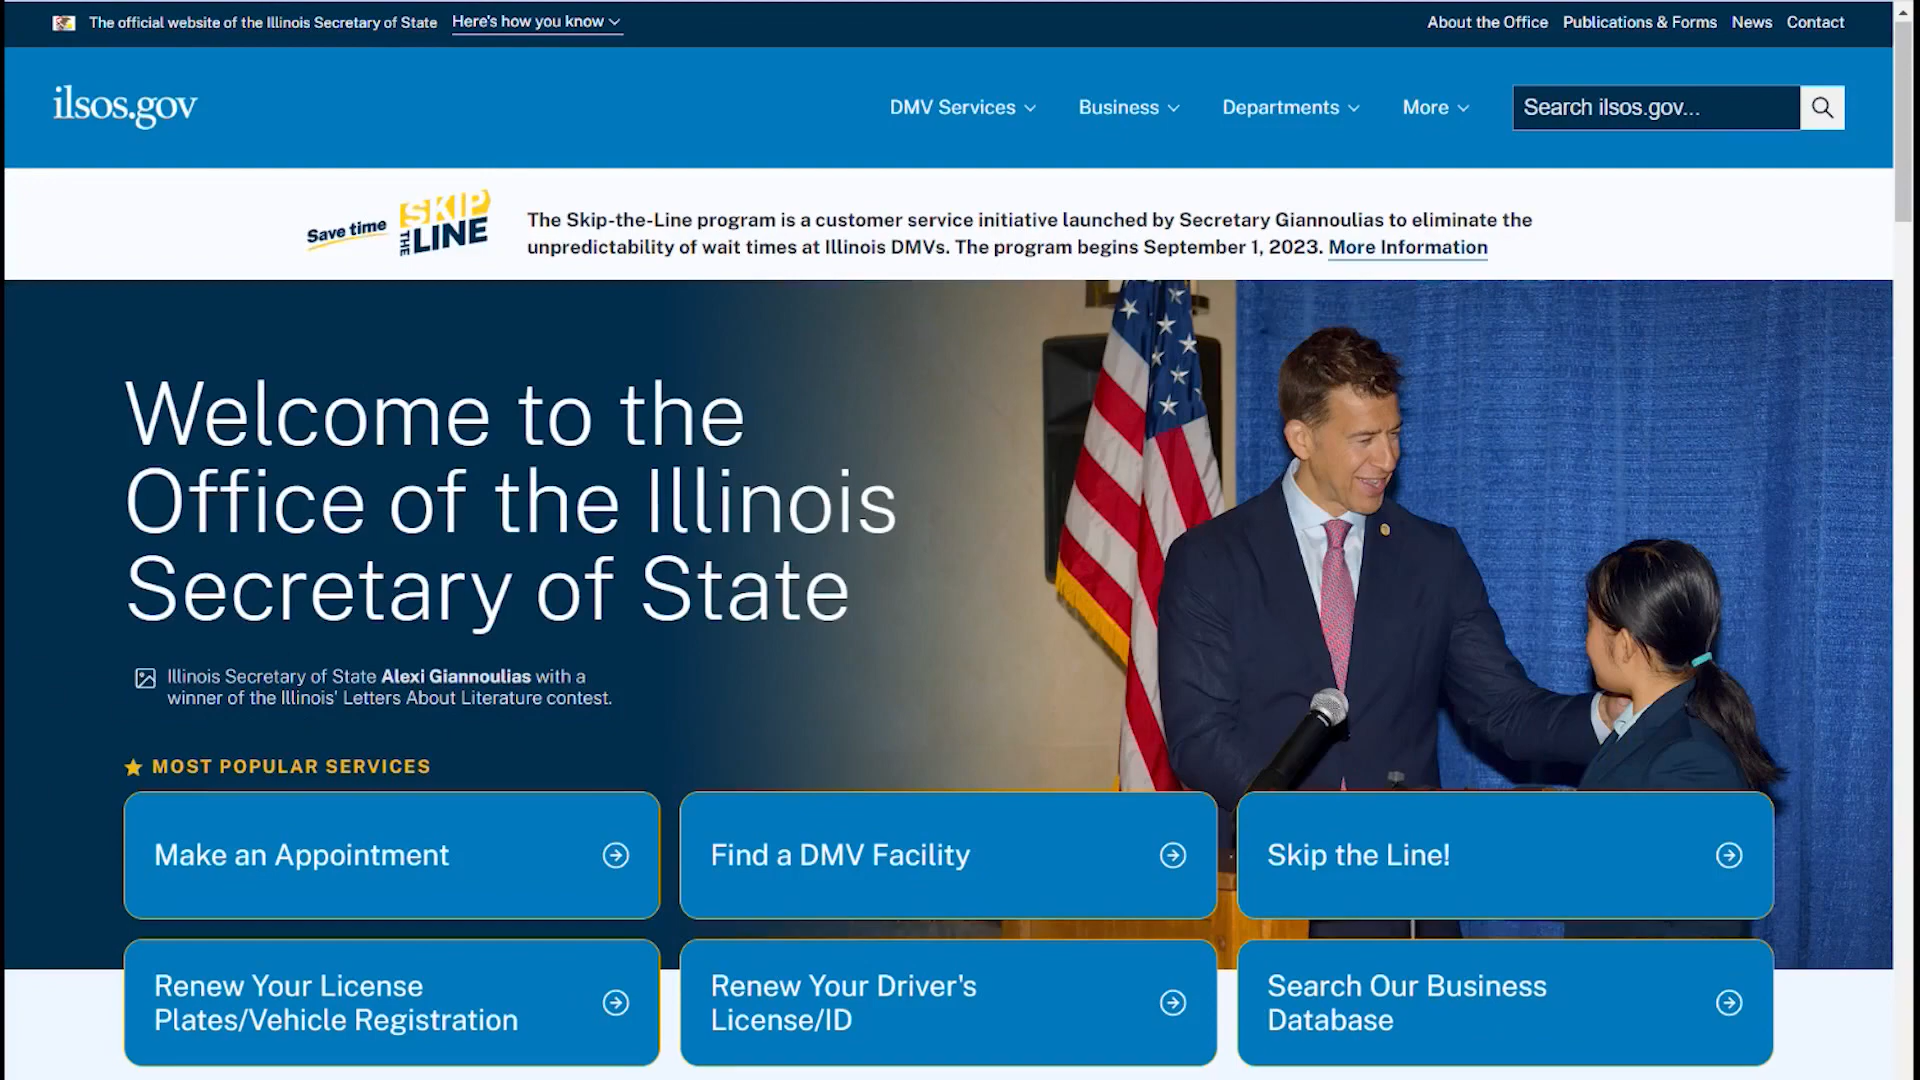 The official website of the Illinois Secretary of State
Here's how you know
About the Office
Publications & Forms
News
Contact
ilsos.gov
DMV Services
Business
Departments
More
Search ilsos.gov...
Save time
SKIP
THE LINE
The Skip-the-Line program is a customer service initiative launched by Secretary Giannoulias to eliminate the
unpredictability of wait times at Illinois DMVs. The program begins September 1, 2023. More Information
Welcome to the
Office of the Illinois
Secretary of State
Illinois Secretary of State Alexi Giannoulias with a
winner of the Illinois' Letters About Literature contest.
MOST POPULAR SERVICES
Make an Appointment
Find a DMV Facility
Skip the Line!
Renew Your License
Plates/Vehicle Registration
Renew Your Driver's
License/ID
Search Our Business
Database